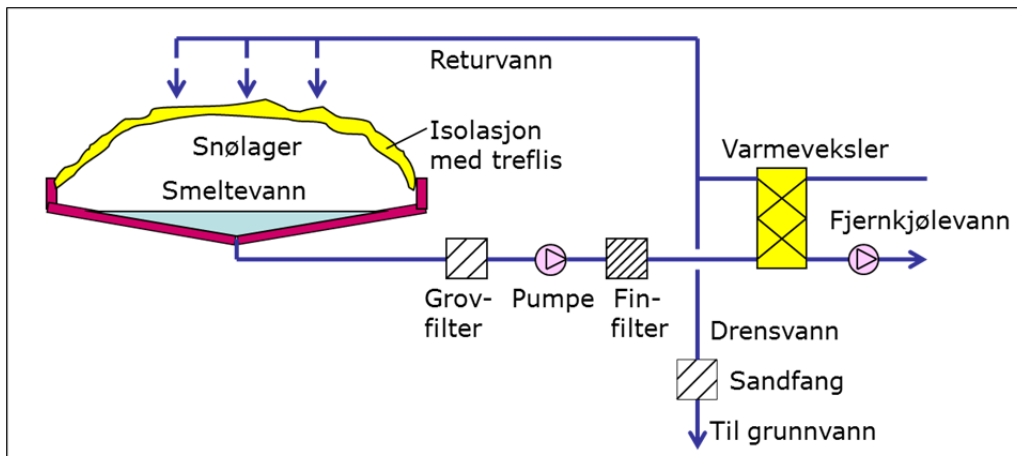 Returvann
Isolasjon
med treflis
Snølager
Smeltevann
Varmeveksler
Fjernkjølevann
Grov-
filter
Pumpe
Fin-
filter
Drensvann
Sandfang
Til grunnvann